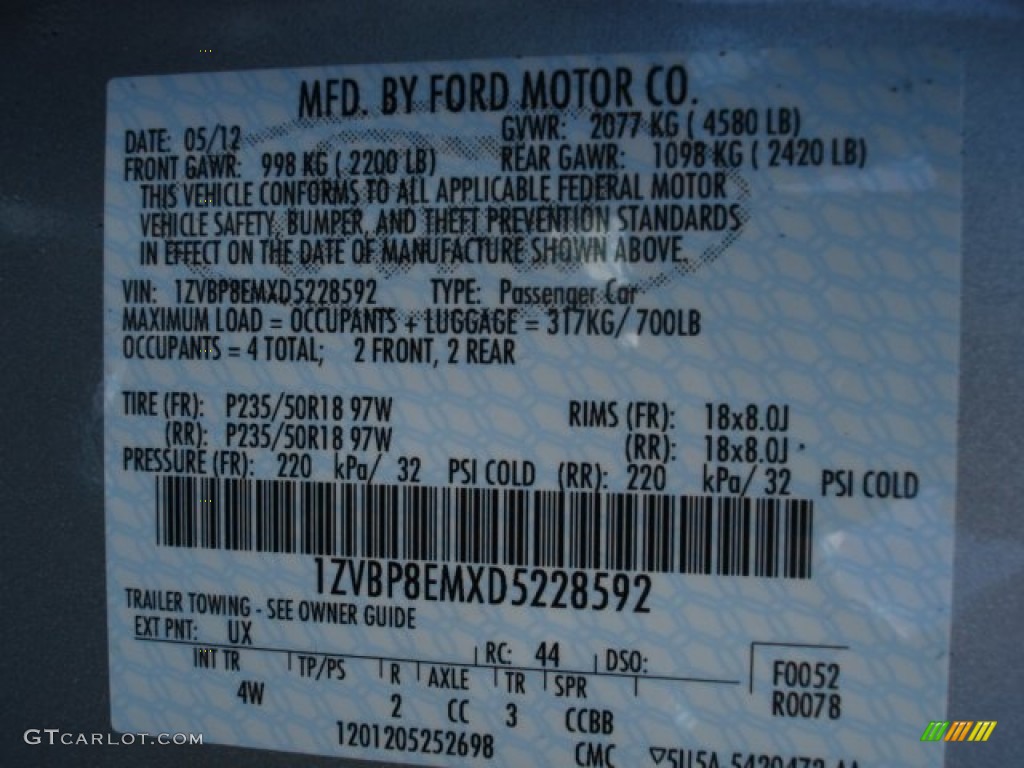 MFD. BY FORD MOTOR CO.
DATE: 05/12 GVWR: 2077 KG ( 4580 LB)
FRONT GAWR: 998 KG ( 2200 LB) REAR GAWR: 1098 KG ( 2420 LB)
THIS VEHICLE CONFORMS TO ALL APPLICABLE FEDERAL MOTOR
VEHICLE SAFETY, BUMPER, AND THEFT PREVENTION STANDARDS
IN EFFECT ON THE DATE OF MANUFACTURE SHOWN ABOVE.
VIN: 1ZVBP8EMXD5228592 TYPE: Passenger Car
MAXIMUM LOAD = OCCUPANTS + LUGGAGE = 317KG/ 700LB
OCCUPANTS = 4 TOTAL; 2 FRONT, 2 REAR
TIRE (FR): P235/50R18 97W RIMS (FR): 18x8.0J
(RR): P235/50R18 97W (RR): 18x8.0J
PRESSURE (FR): 220 kPa/ 32 PSI COLD (RR): 220 kPa/ 32 PSI COLD
1ZVBP8EMXD5228592
TRAILER TOWING - SEE OWNER GUIDE
EXT PNT: UX RC: 44 DSO: F0052
INT TR TP/PS R AXLE TR SPR R0078
4W 2 CC 3 CCBB
1201205252698 CMC
GTCARLOT.COM